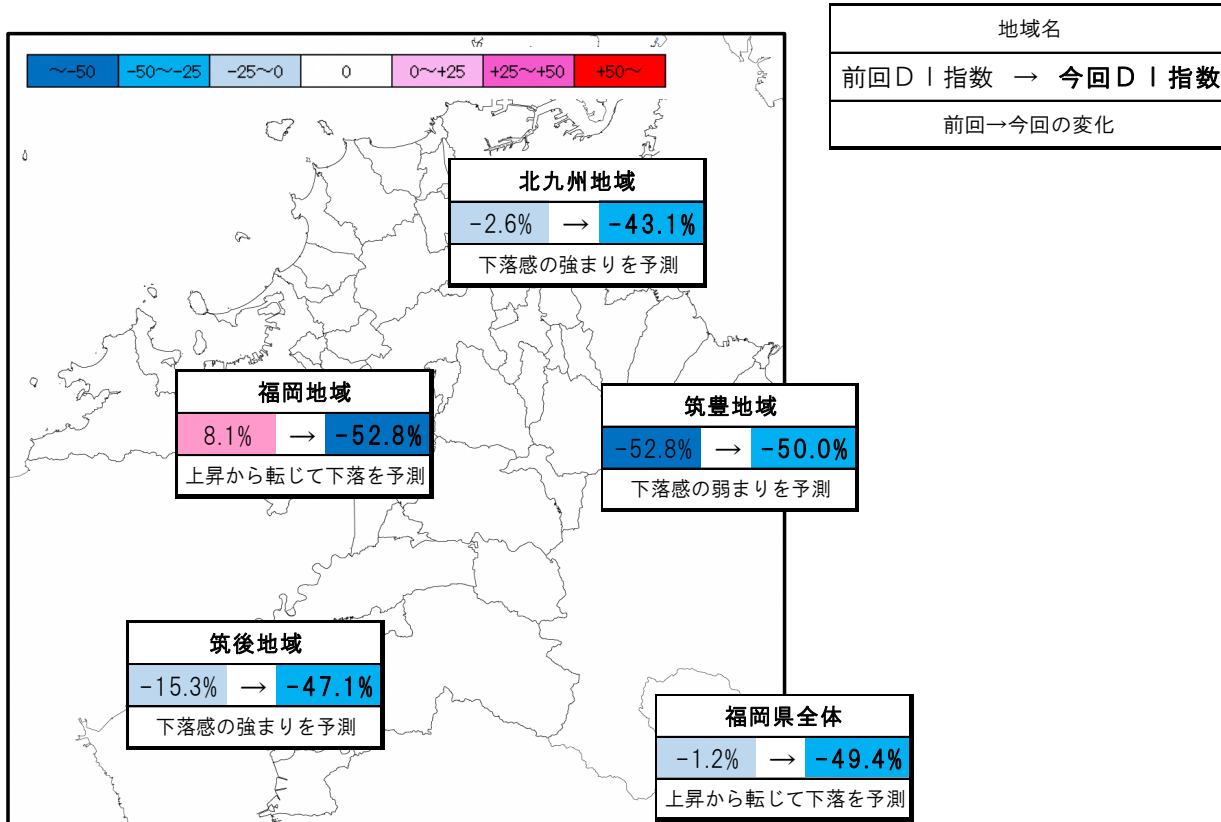 地域名
前回ＤＩ指数 → 今回ＤＩ指数
前回→今回の変化
～-50 -50～-25 -25～0 0 0～+25 +25～+50 +50～
北九州地域
-2.6% → -43.1%
下落感の強まりを予測
福岡地域
8.1% → -52.8%
上昇から転じて下落を予測
筑豊地域
-52.8% → -50.0%
下落感の弱まりを予測
筑後地域
-15.3% → -47.1%
下落感の強まりを予測
福岡県全体
-1.2% → -49.4%
上昇から転じて下落を予測